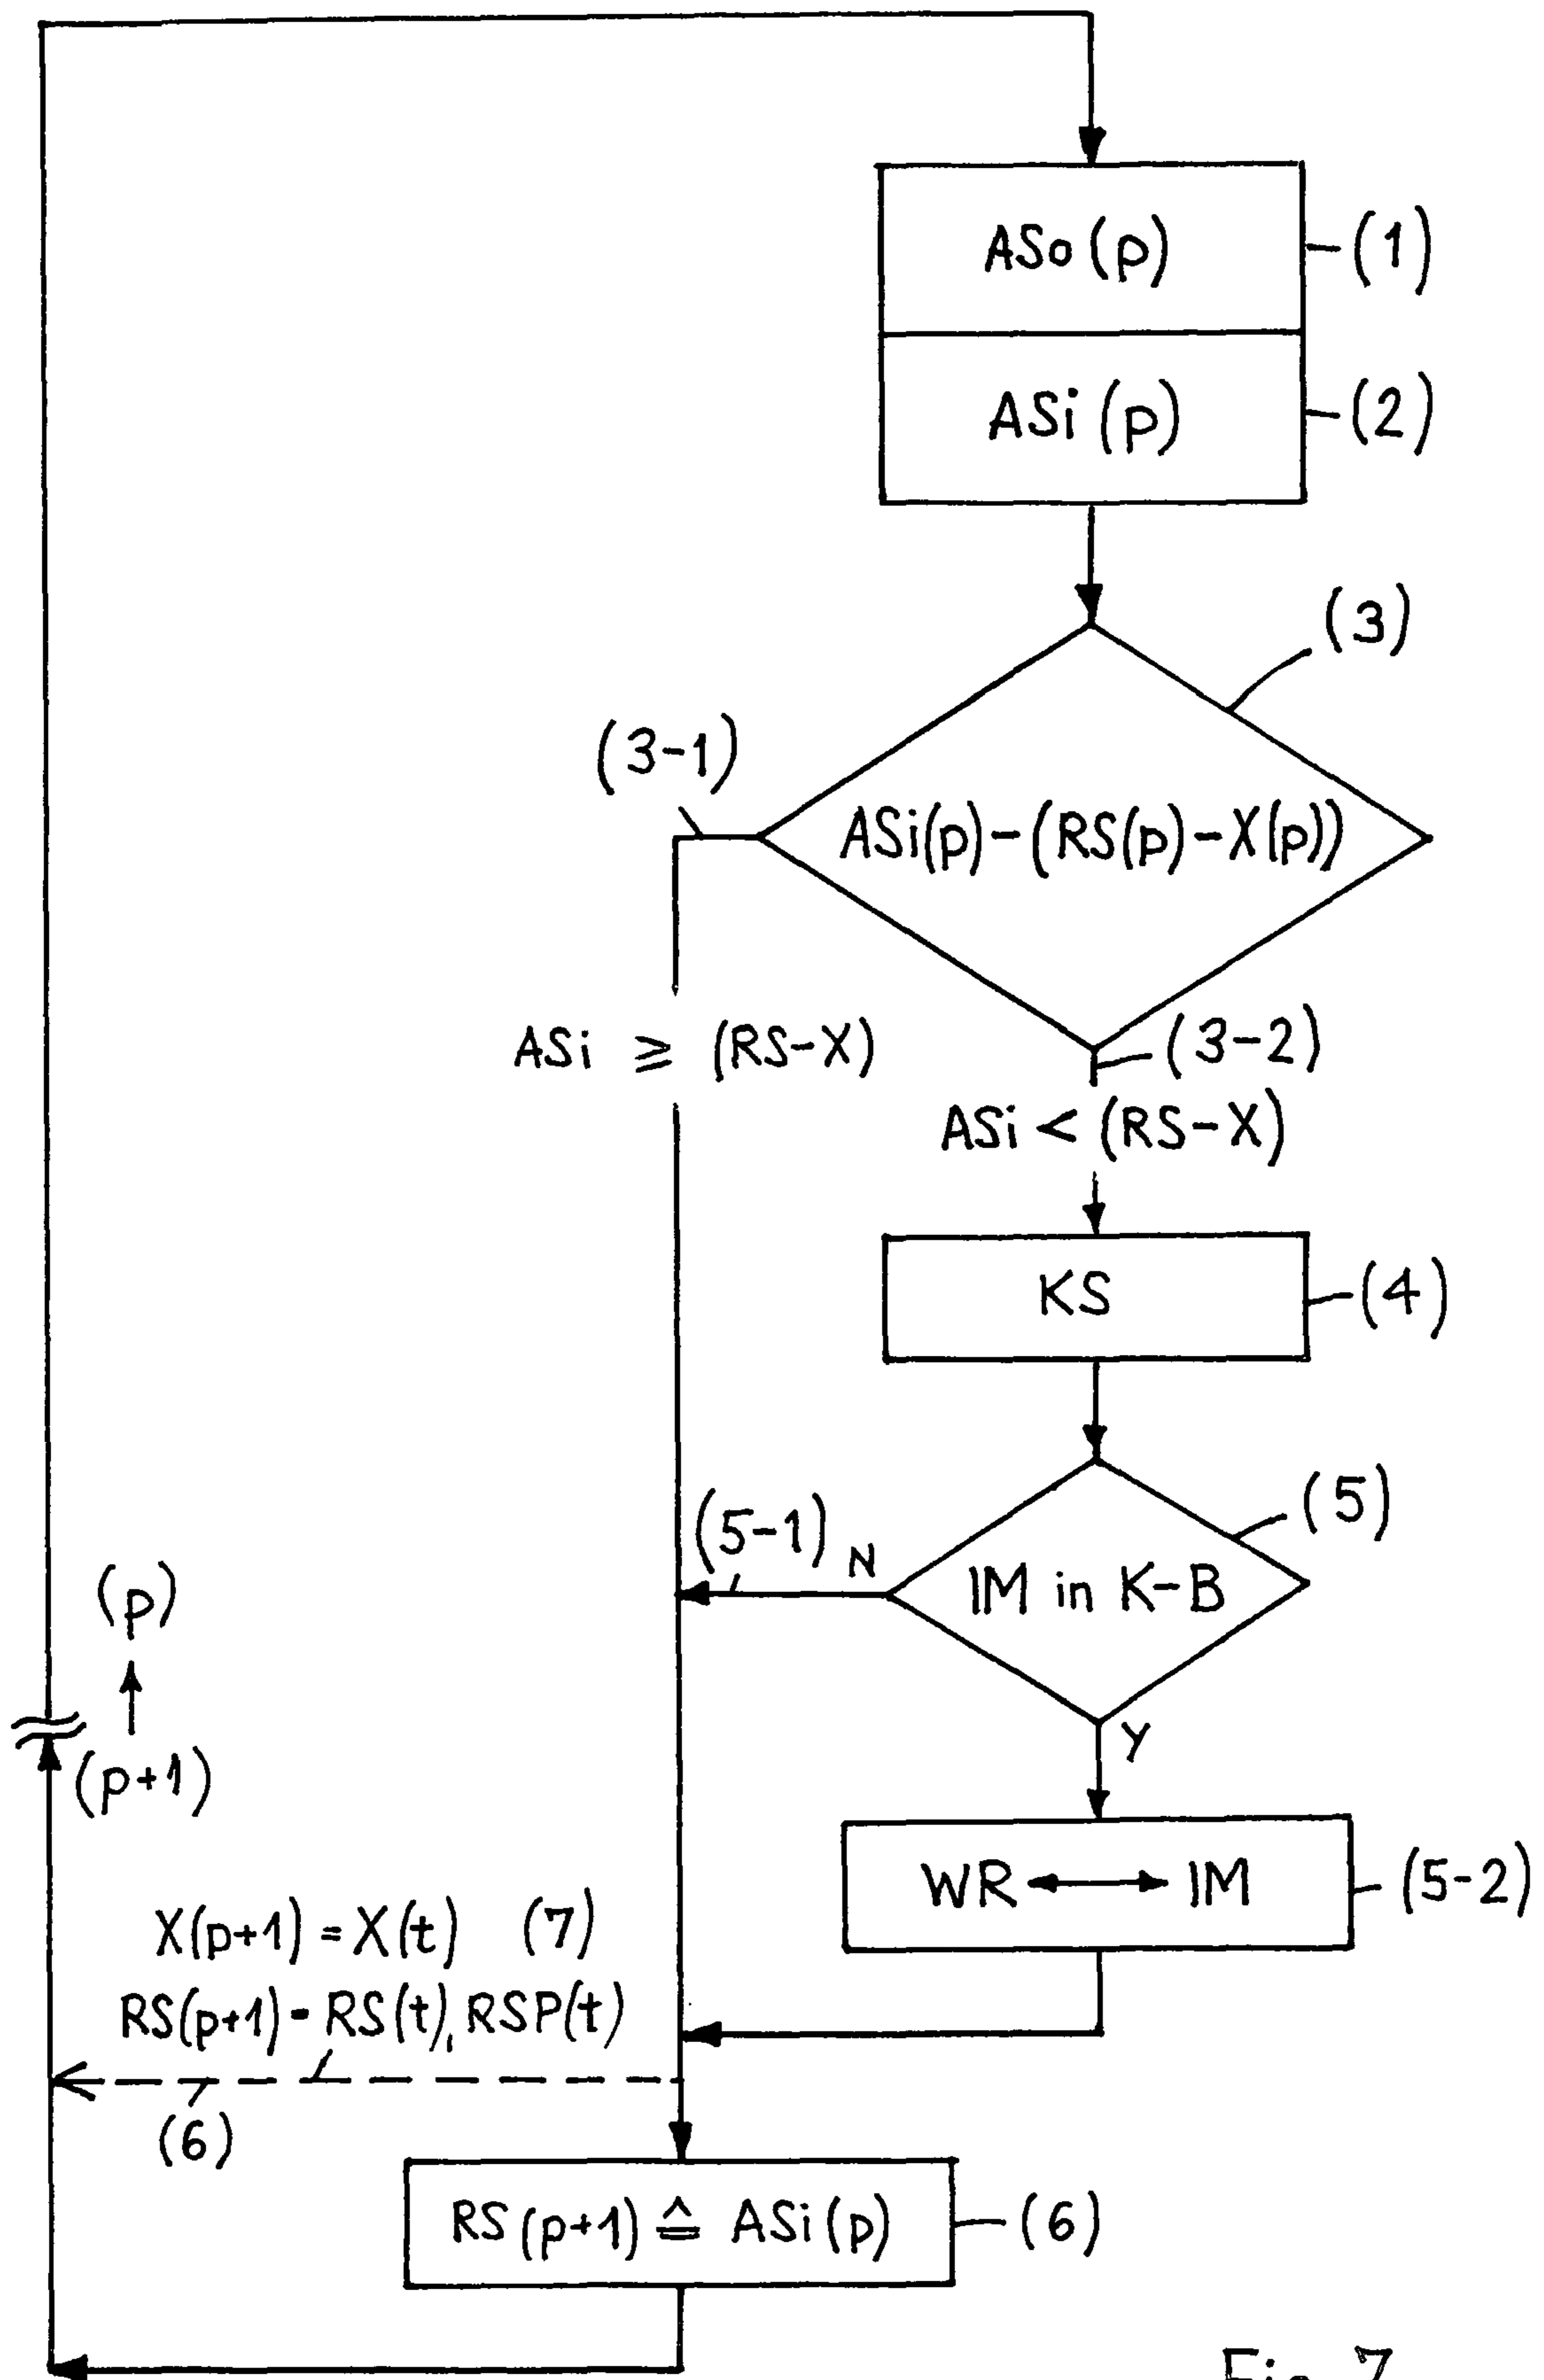 ASo (p)
(1)
ASi (p)
(2)
(3)
(3-1)
ASi(p)-(RS(p)-X(p))
ASi ≧ (RS-X)
(3-2)
ASi < (RS-X)
KS
(4)
(5)
(5-1) N
IM in K-B
(p)
Y
(p+1)
WR ↔ IM
(5-2)
X(p+1) = X(t) (7)
RS(p+1) - RS(t), RSP(t)
(6)
RS (p+1) ≙ ASi (p)
(6)
Fig. 7